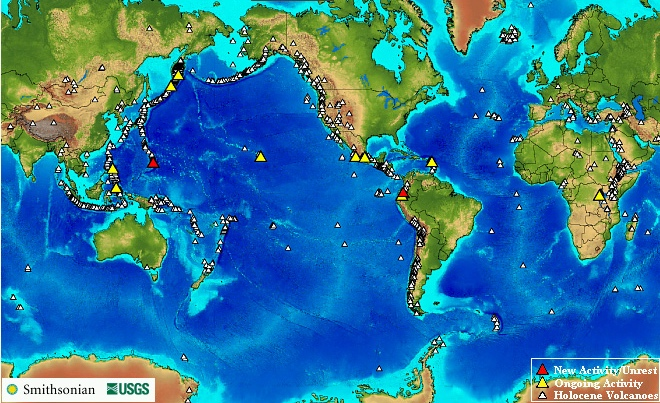 New Activity/Unrest
Ongoing Activity
Holocene Volcanoes
Smithsonian USGS